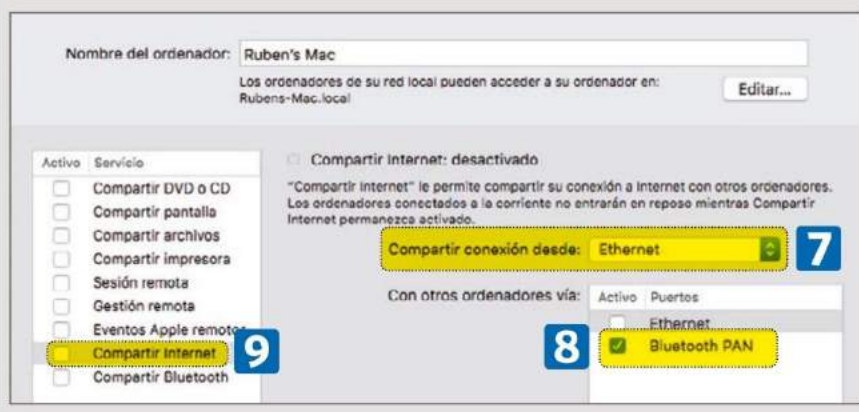 Nombre del ordenador: Ruben's Mac
Los ordenadores de su red local pueden acceder a su ordenador en:
Rubens-Mac.local
Editar...
Activo Servicio
Compartir DVD o CD
Compartir pantalla
Compartir archivos
Compartir impresora
Sesión remota
Gestión remota
Eventos Apple remotos
Compartir Internet
9
Compartir Bluetooth
Compartir Internet: desactivado
"Compartir Internet" le permite compartir su conexión a Internet con otros ordenadores.
Los ordenadores conectados a la corriente no entrarán en reposo mientras Compartir
Internet permanezca activado.
Compartir conexión desde: Ethernet
7
Con otros ordenadores vía: Activo Puertos
Ethernet
8
Bluetooth PAN